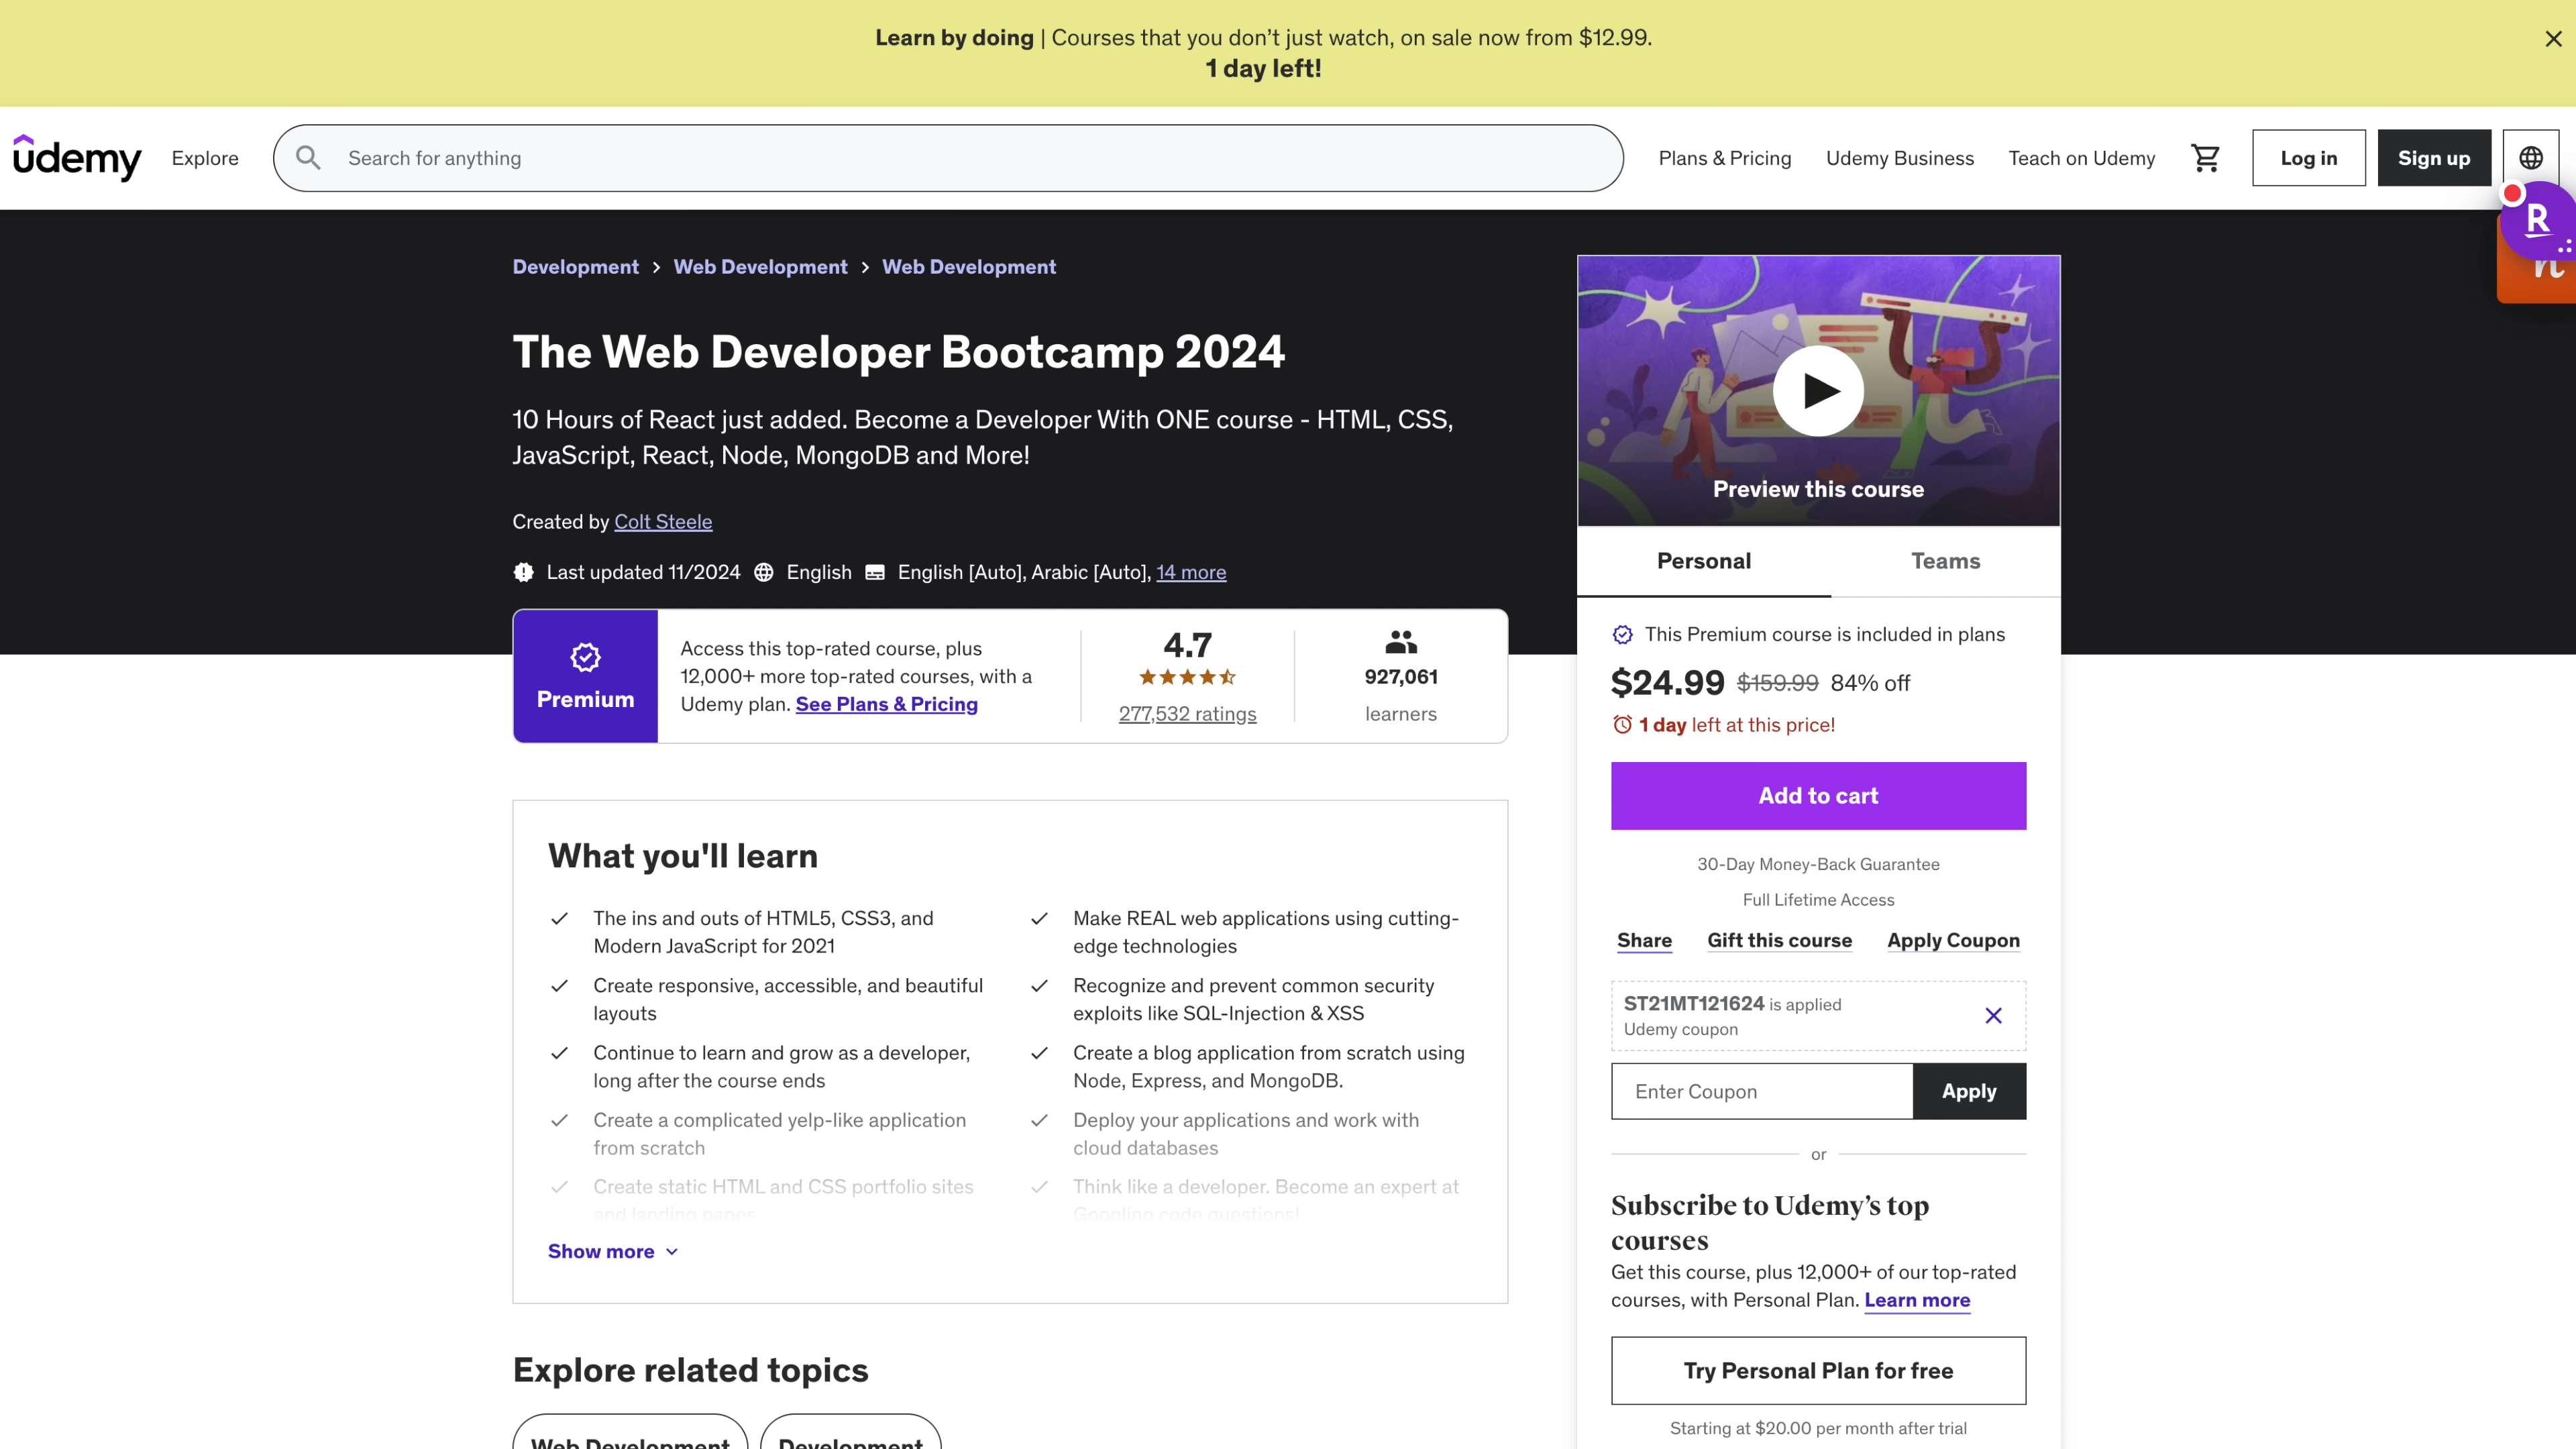 Learn by doing | Courses that you don’t just watch, on sale now from $12.99.
1 day left!
udemy
Explore
Search for anything
Plans & Pricing
Udemy Business
Teach on Udemy
Log in
Sign up
R
Development > Web Development > Web Development
The Web Developer Bootcamp 2024
10 Hours of React just added. Become a Developer With ONE course - HTML, CSS,
JavaScript, React, Node, MongoDB and More!
Created by Colt Steele
Last updated 11/2024 English English [Auto], Arabic [Auto], 14 more
Premium
Access this top-rated course, plus
12,000+ more top-rated courses, with a
Udemy plan. See Plans & Pricing
4.7
277,532 ratings
927,061
learners
What you'll learn
The ins and outs of HTML5, CSS3, and
Modern JavaScript for 2021
Create responsive, accessible, and beautiful
layouts
Continue to learn and grow as a developer,
long after the course ends
Create a complicated yelp-like application
from scratch
Create static HTML and CSS portfolio sites
and landing pages
Make REAL web applications using cutting-
edge technologies
Recognize and prevent common security
exploits like SQL-Injection & XSS
Create a blog application from scratch using
Node, Express, and MongoDB.
Deploy your applications and work with
cloud databases
Think like a developer. Become an expert at
Googling code questions!
Show more
Explore related topics
Web Development
Development
Preview this course
Personal
Teams
This Premium course is included in plans
$24.99 $159.99 84% off
1 day left at this price!
Add to cart
30-Day Money-Back Guarantee
Full Lifetime Access
Share
Gift this course
Apply Coupon
ST21MT121624 is applied
Udemy coupon
Enter Coupon
Apply
or
Subscribe to Udemy’s top
courses
Get this course, plus 12,000+ of our top-rated
courses, with Personal Plan. Learn more
Try Personal Plan for free
Starting at $20.00 per month after trial